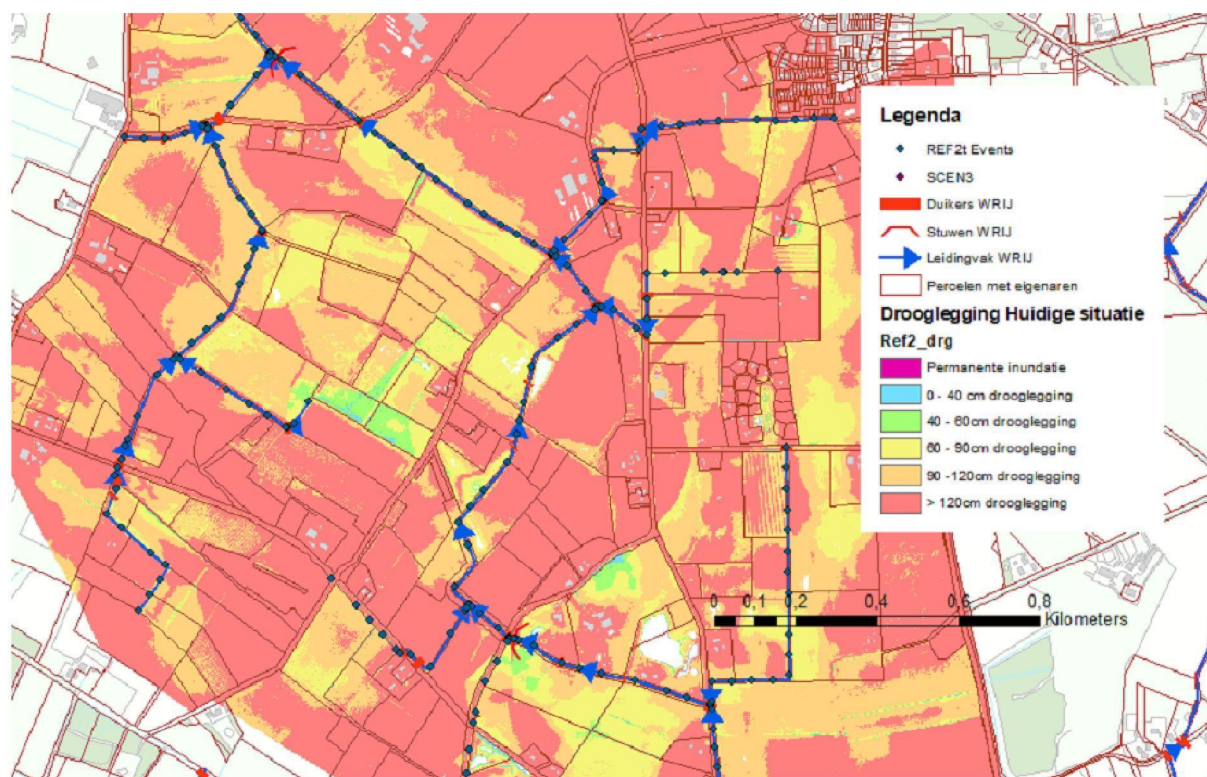 Legenda
REF2t Events
SCEN3
Duikers WRIJ
Stuwen WRIJ
Leidingvak WRIJ
Percelen met eigenaren
Drooglegging Huidige situatie
Ref2_drg
Permanente inundatie
0 - 40 cm drooglegging
40 - 60cm drooglegging
60 - 90cm drooglegging
90 -120cm drooglegging
> 120cm drooglegging
0 0,1 0,2 0,4 0,6 0,8
Kilometers